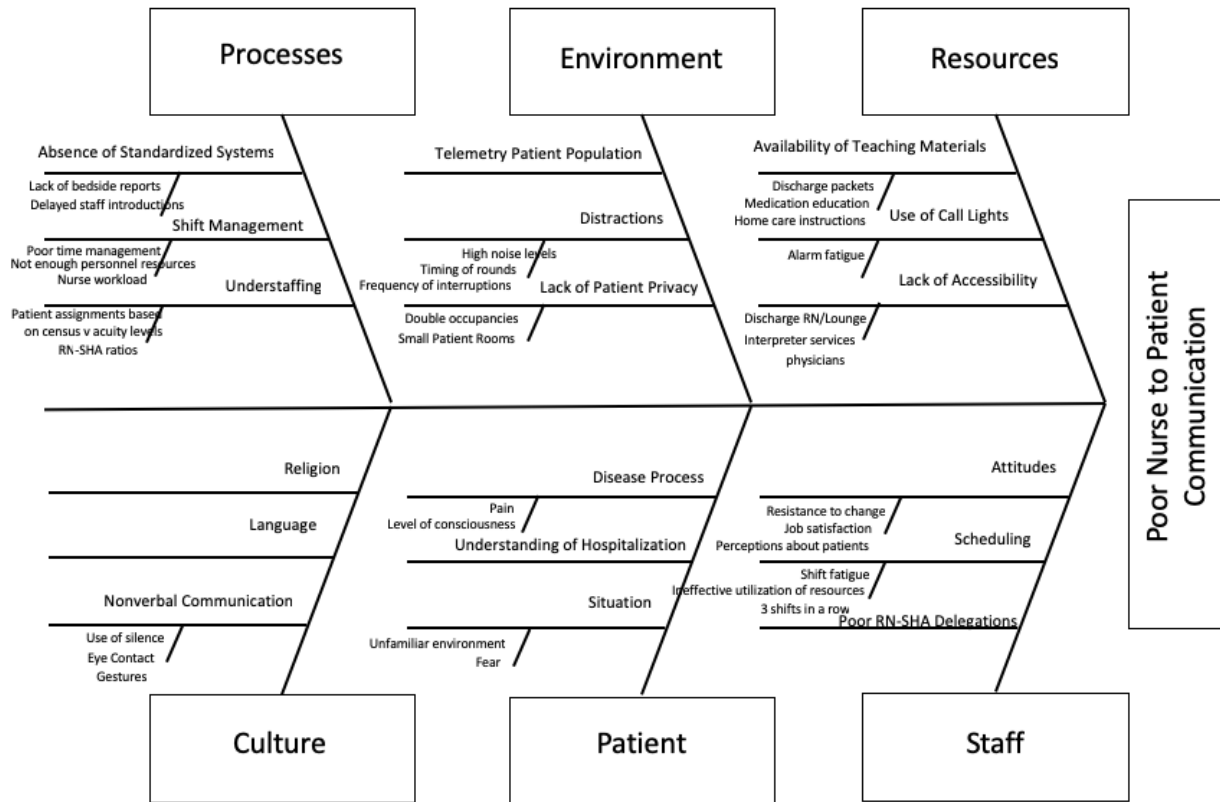 Processes
Environment
Resources
Absence of Standardized Systems
Lack of bedside reports
Delayed staff introductions
Shift Management
Poor time management
Not enough personnel resources
Nurse workload
Understaffing
Patient assignments based
on census v acuity levels
RN-SHA ratios
Telemetry Patient Population
Distractions
High noise levels
Timing of rounds
Frequency of interruptions
Lack of Patient Privacy
Double occupancies
Small Patient Rooms
Availability of Teaching Materials
Discharge packets
Medication education
Home care instructions
Use of Call Lights
Alarm fatigue
Lack of Accessibility
Discharge RN/Lounge
Interpreter services
physicians
Poor Nurse to Patient
Communication
Religion
Language
Nonverbal Communication
Use of silence
Eye Contact
Gestures
Disease Process
Pain
Level of consciousness
Understanding of Hospitalization
Situation
Unfamiliar environment
Fear
Attitudes
Resistance to change
Job satisfaction
Perceptions about patients
Scheduling
Shift fatigue
Ineffective utilization of resources
3 shifts in a row
Poor RN-SHA Delegations
Culture
Patient
Staff